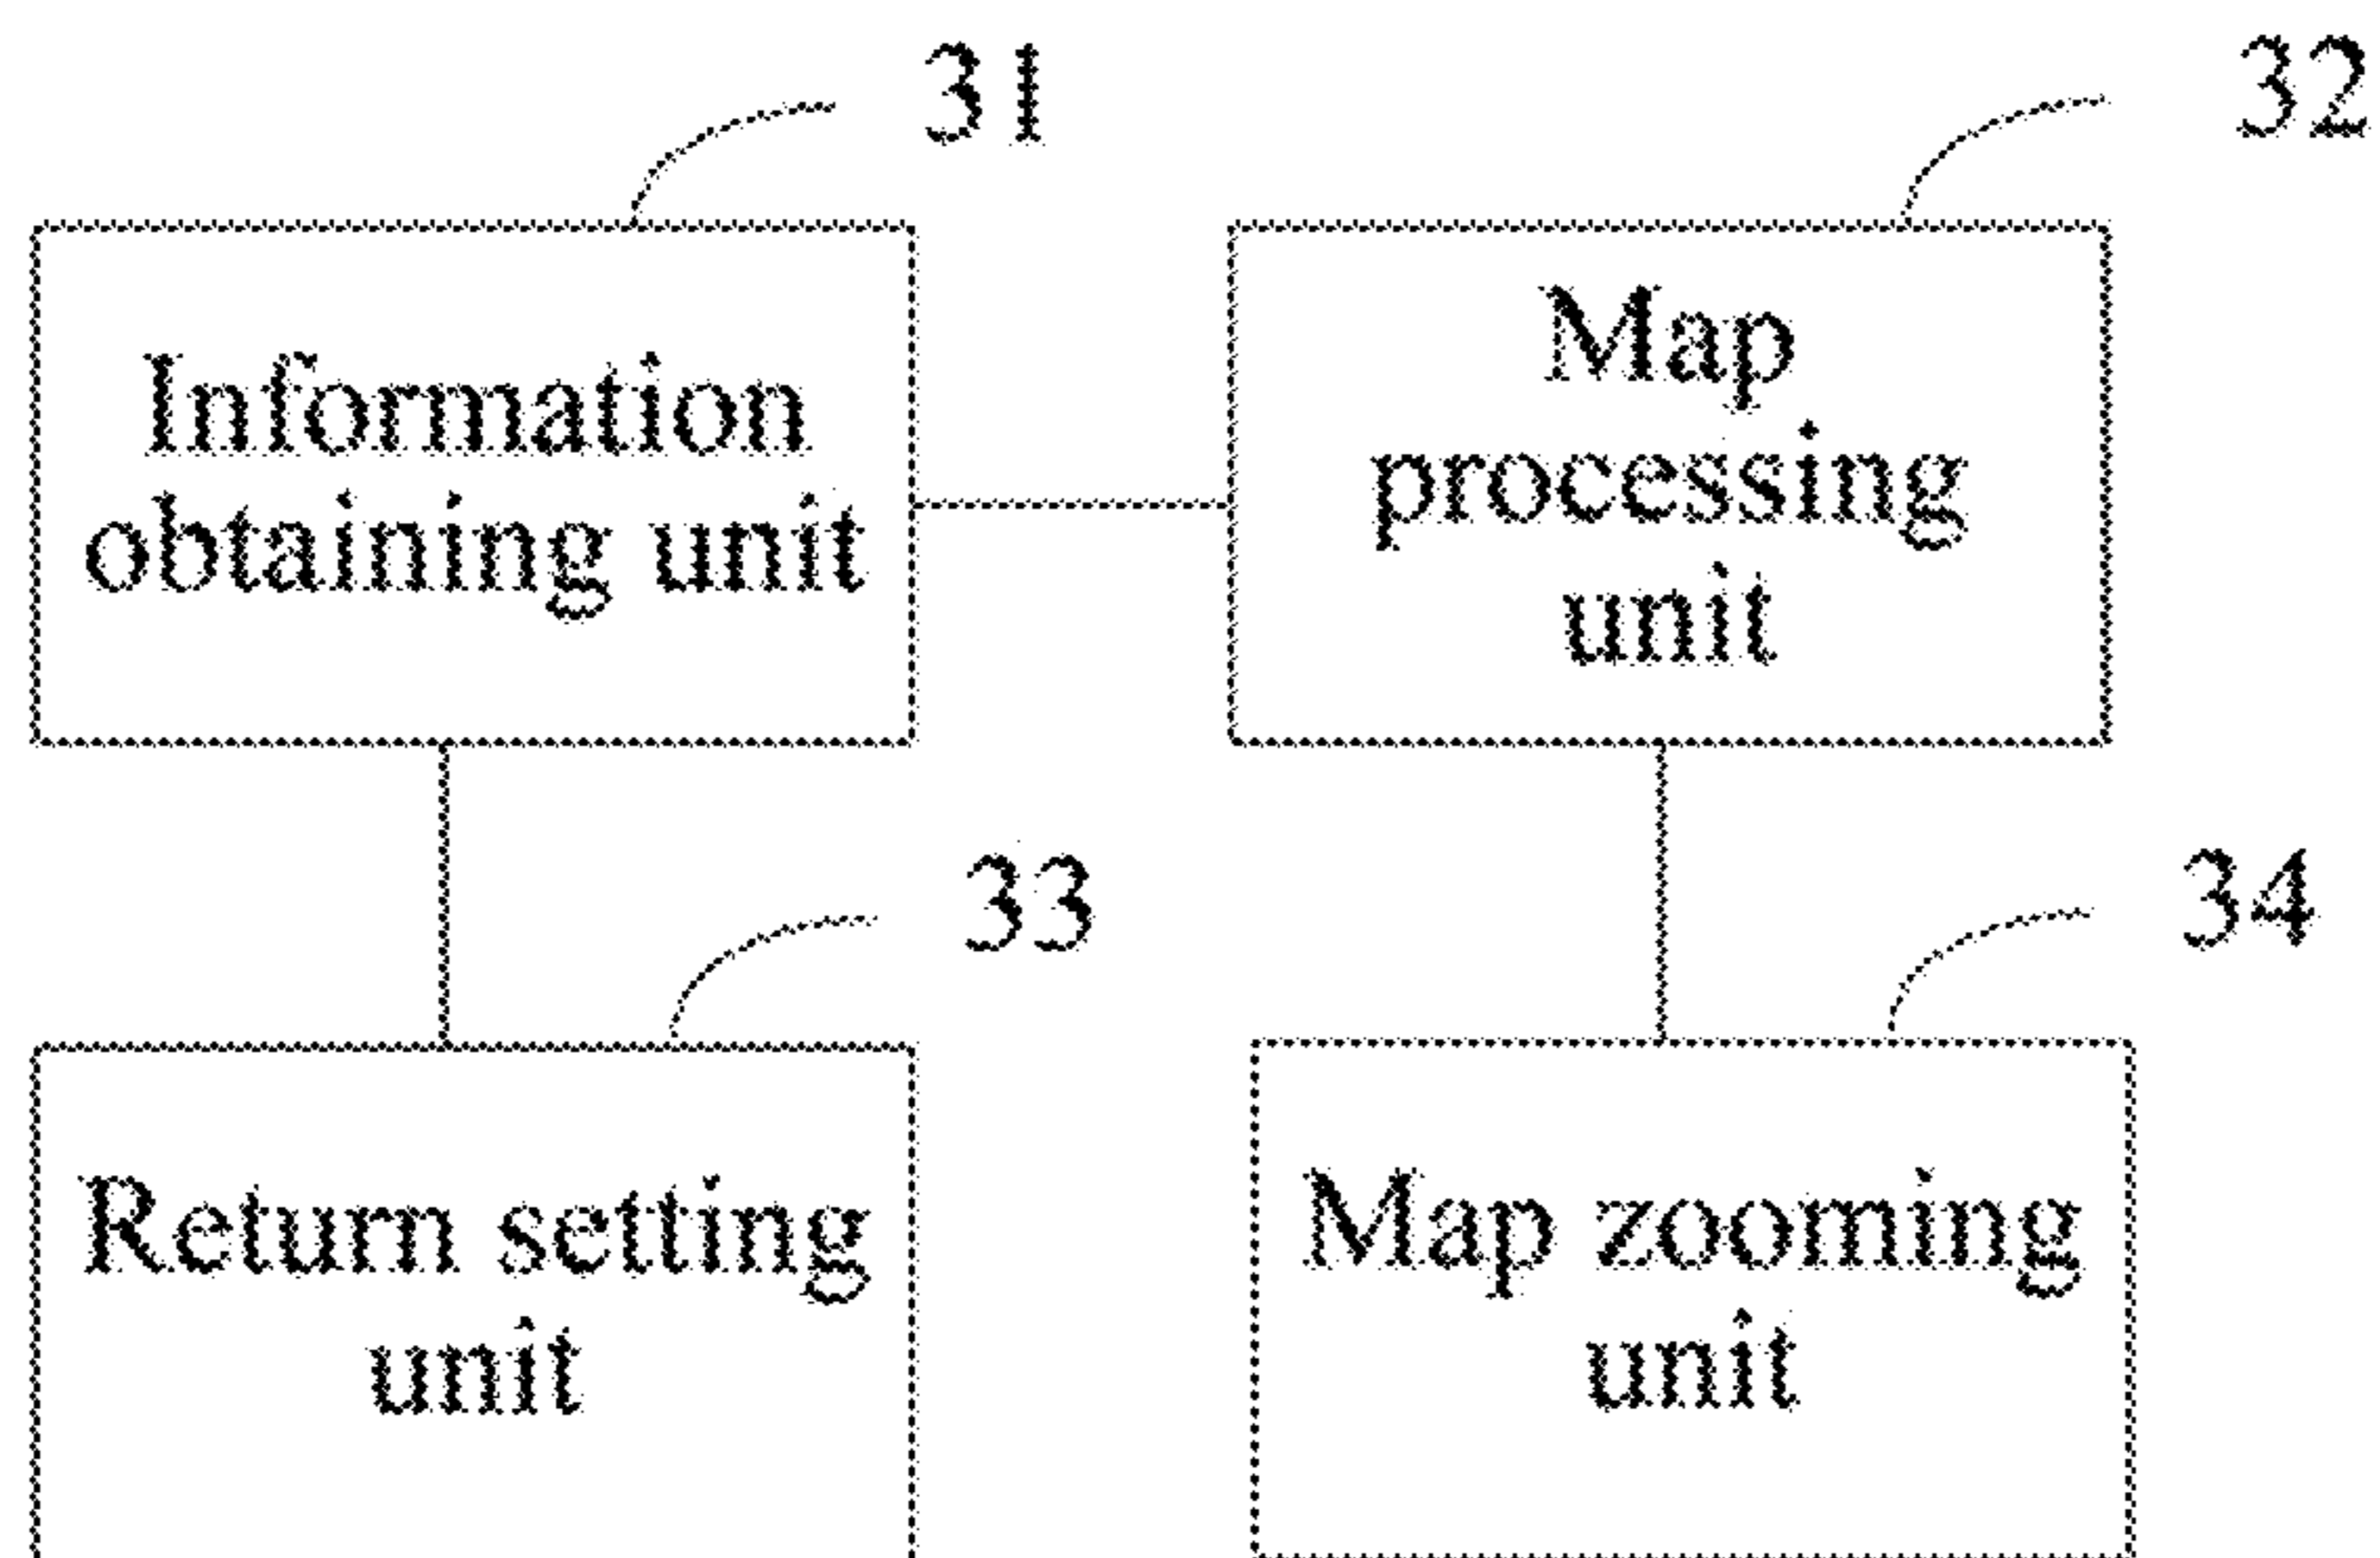 31
32
Information
obtaining unit
Map
processing
unit
33
34
Return setting
unit
Map zooming
unit